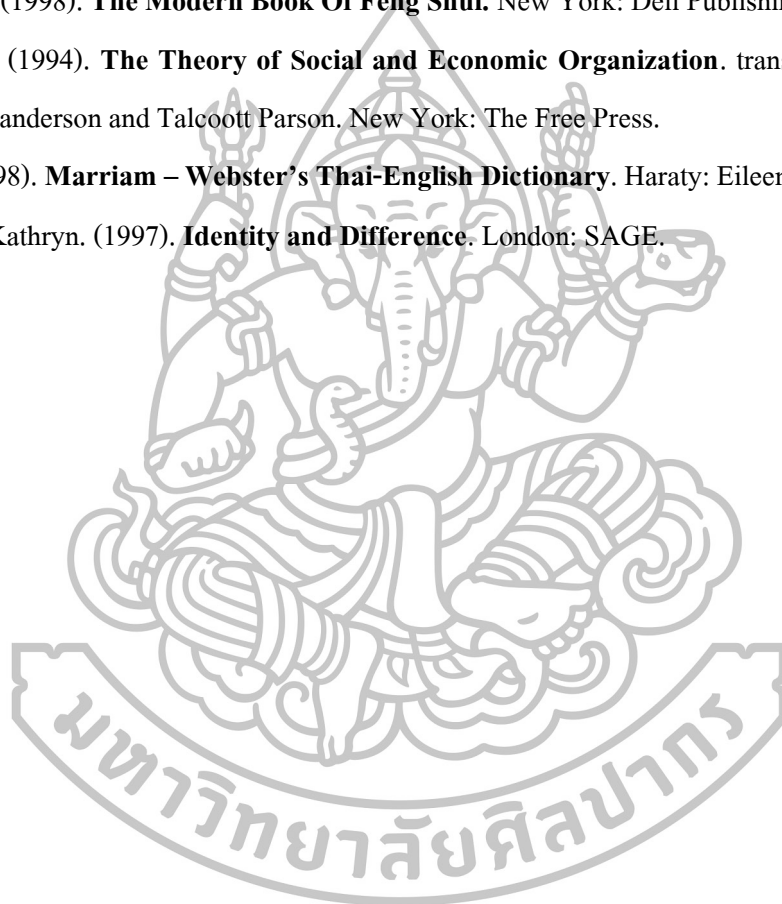 (1998). The Modern Book Of Feng Shui. New York: Dell Publishi
(1994). The Theory of Social and Economic Organization. tran
anderson and Talcoott Parson. New York: The Free Press.
98). Marriam – Webster’s Thai-English Dictionary. Haraty: Eileen
Kathryn. (1997). Identity and Difference. London: SAGE.
มหาวิทยาลัยศิลปากร